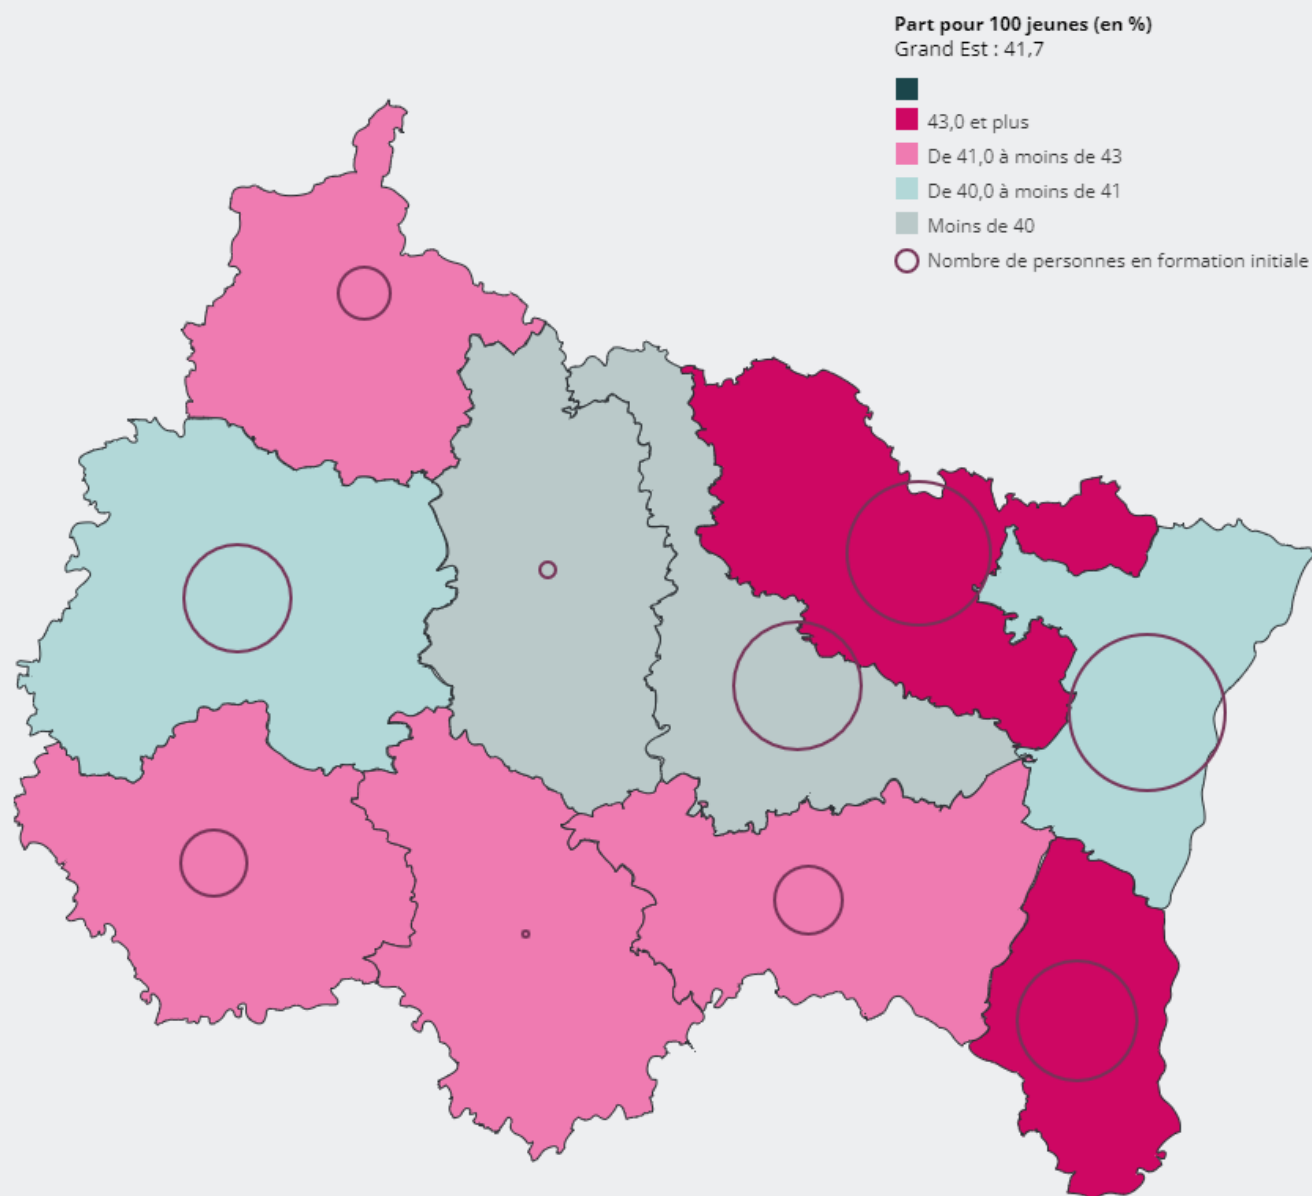 Part pour 100 jeunes (en %)
Grand Est : 41,7
43,0 et plus
De 41,0 à moins de 43
De 40,0 à moins de 41
Moins de 40
Nombre de personnes en formation initiale